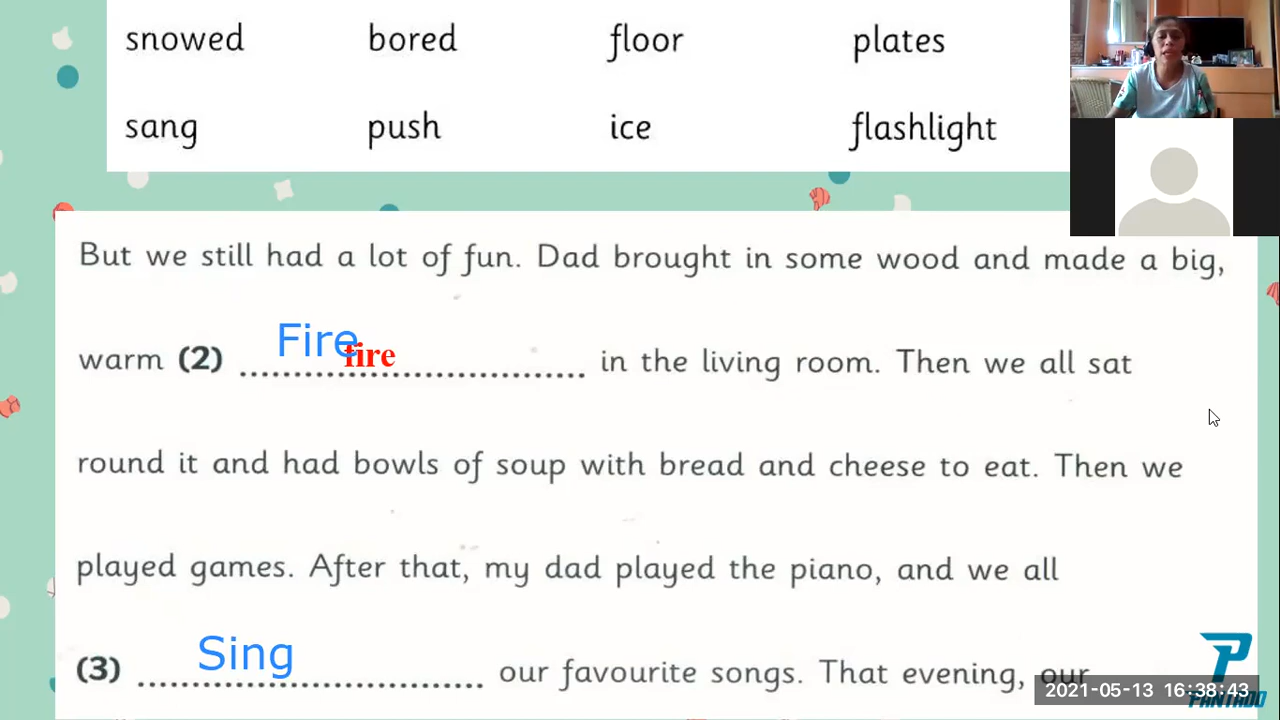 snowed bored floor plates
sang push ice flashlight
But we still had a lot of fun. Dad brought in some wood and made a big,
warm (2) Fire fire in the living room. Then we all sat
round it and had bowls of soup with bread and cheese to eat. Then we
played games. After that, my dad played the piano, and we all
(3) Sing our favourite songs. That evening, our
2021-05-13 16:38:43
PANTADO